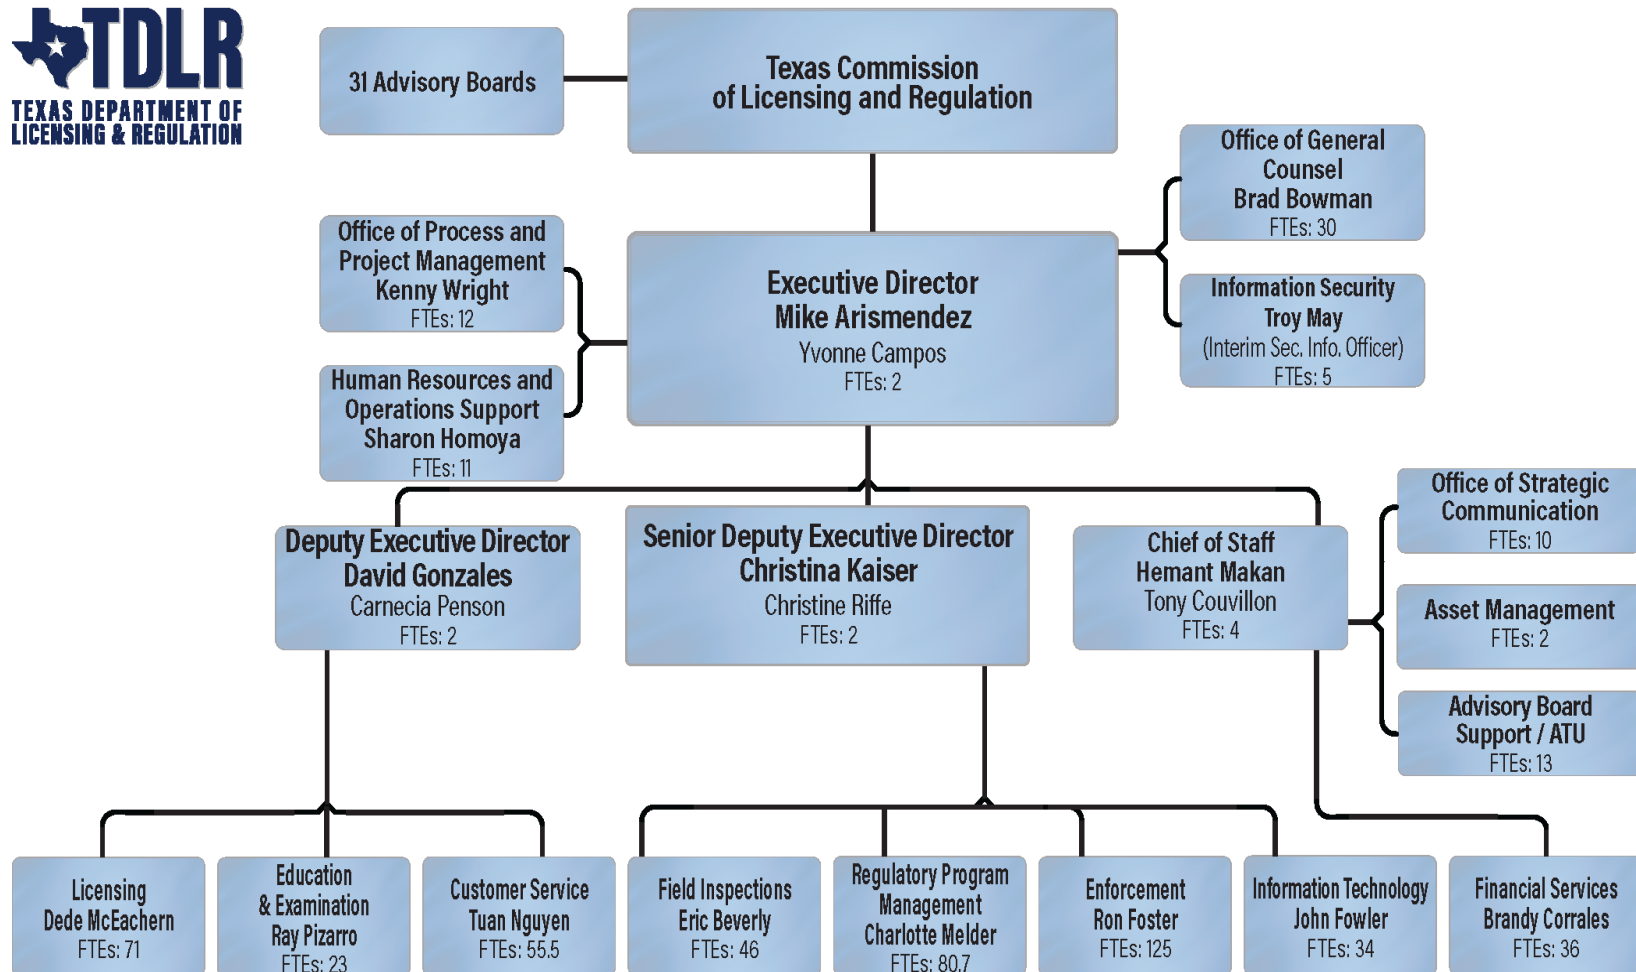 TDLR
TEXAS DEPARTMENT OF
LICENSING & REGULATION
31 Advisory Boards
Texas Commission
of Licensing and Regulation
Office of General
Counsel
Brad Bowman
FTEs: 30
Office of Process and
Project Management
Kenny Wright
FTEs: 12
Executive Director
Mike Arismendez
Yvonne Campos
FTEs: 2
Information Security
Troy May
(Interim Sec. Info. Officer)
FTEs: 5
Human Resources and
Operations Support
Sharon Homoya
FTEs: 11
Deputy Executive Director
David Gonzales
Carnecia Penson
FTEs: 2
Senior Deputy Executive Director
Christina Kaiser
Christine Riffe
FTEs: 2
Chief of Staff
Hemant Makan
Tony Couvillon
FTEs: 4
Office of Strategic
Communication
FTEs: 10
Asset Management
FTEs: 2
Advisory Board
Support / ATU
FTEs: 13
Licensing
Dede McEachern
FTEs: 71
Education
& Examination
Ray Pizarro
FTEs: 23
Customer Service
Tuan Nguyen
FTEs: 55.5
Field Inspections
Eric Beverly
FTEs: 46
Regulatory Program
Management
Charlotte Melder
FTEs: 80.7
Enforcement
Ron Foster
FTEs: 125
Information Technology
John Fowler
FTEs: 34
Financial Services
Brandy Corrales
FTEs: 36